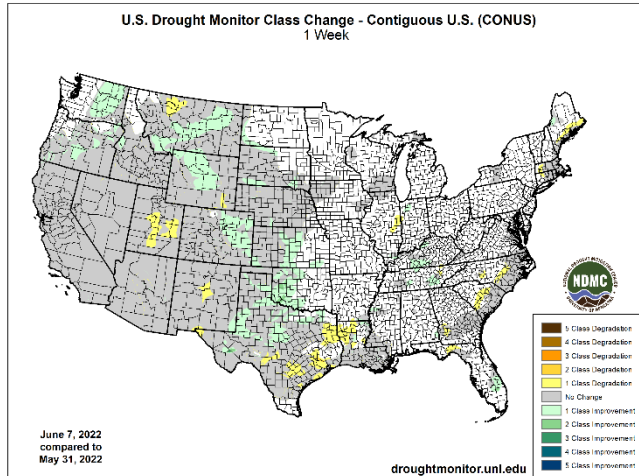 U.S. Drought Monitor Class Change - Contiguous U.S. (CONUS)
1 Week
NDMC
5 Class Degradation
4 Class Degradation
3 Class Degradation
2 Class Degradation
1 Class Degradation
No Change
1 Class Improvement
2 Class Improvement
3 Class Improvement
4 Class Improvement
5 Class Improvement
June 7, 2022
compared to
May 31, 2022
droughtmonitor.unl.edu